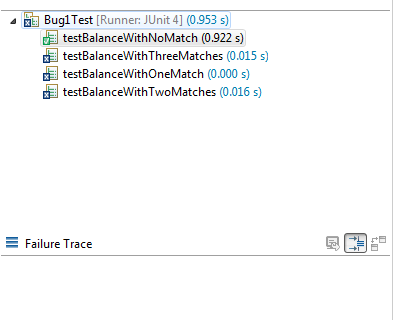 Bug1Test [Runner: JUnit 4] (0.953 s)
testBalanceWithNoMatch (0.922 s)
testBalanceWithThreeMatches (0.015 s)
testBalanceWithOneMatch (0.000 s)
testBalanceWithTwoMatches (0.016 s)
Failure Trace